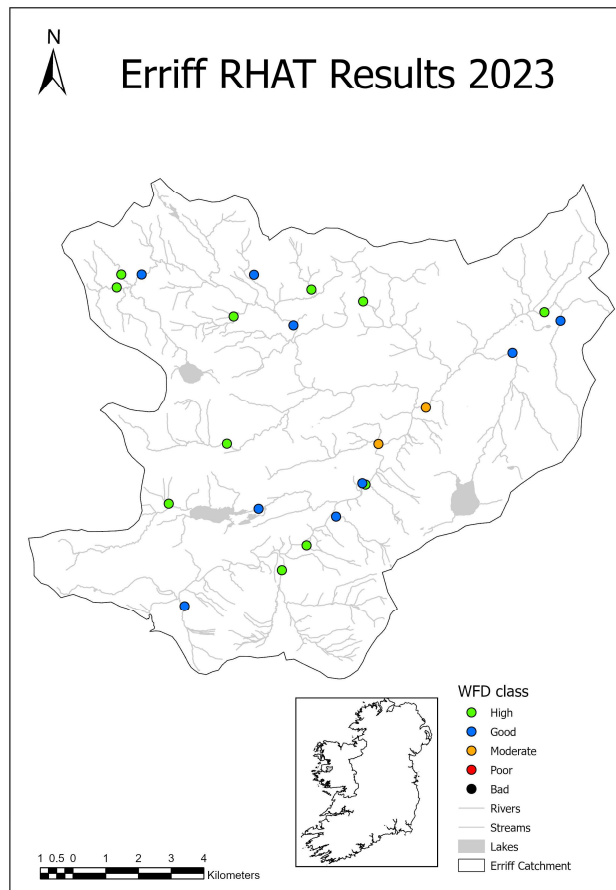 N
Erriff RHAT Results 2023
WFD class
High
Good
Moderate
Poor
Bad
Rivers
Streams
Lakes
Erriff Catchment
1 0.5 0 1 2 3 4
Kilometers